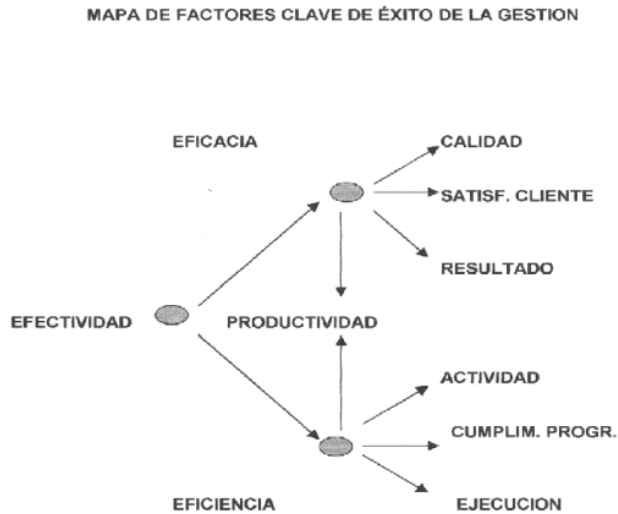 MAPA DE FACTORES CLAVE DE ÉXITO DE LA GESTION
EFICACIA
CALIDAD
SATISF. CLIENTE
RESULTADO
EFECTIVIDAD
PRODUCTIVIDAD
ACTIVIDAD
CUMPLIM. PROGR.
EFICIENCIA
EJECUCION